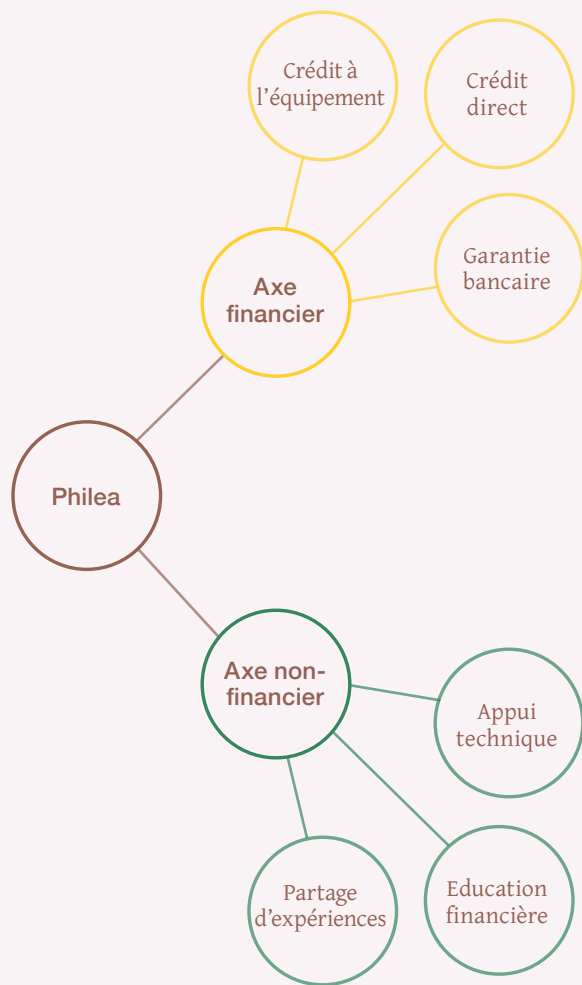 Crédit à
l'équipement
Crédit
direct
Garantie
bancaire
Axe
financier
Philea
Axe non-
financier
Appui
technique
Education
financière
Partage
d'expériences